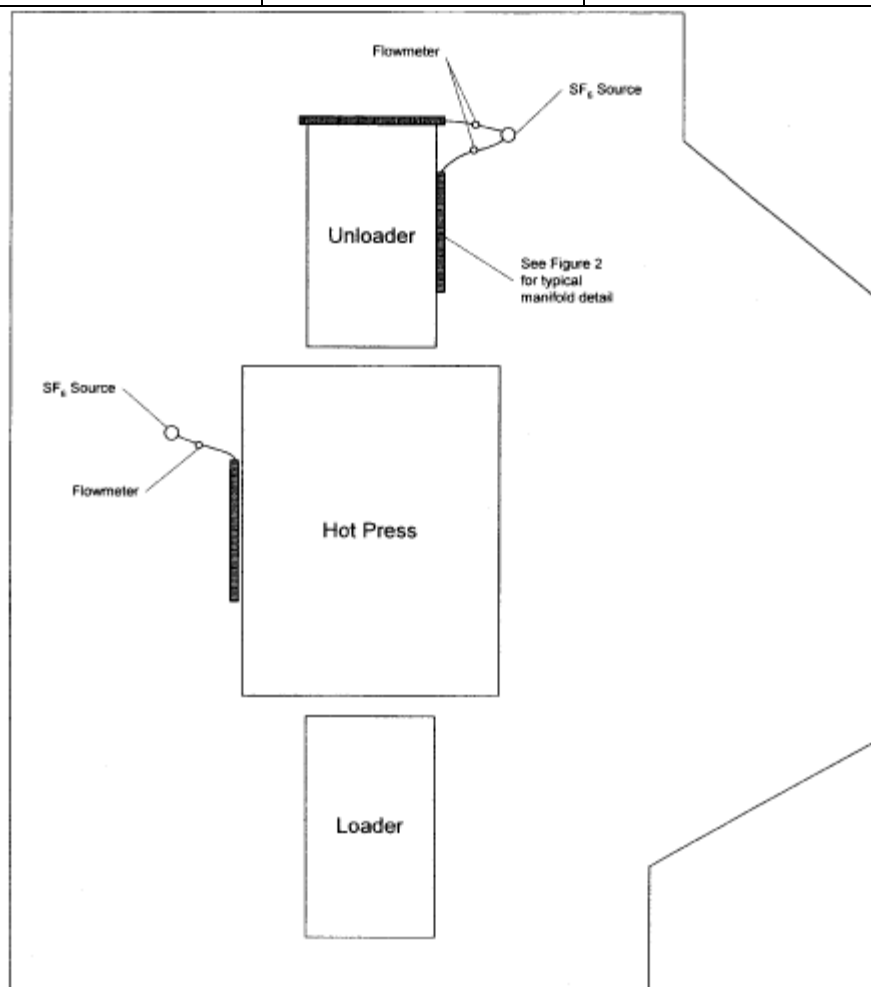 Flowmeter
SF₆ Source
Unloader
See Figure 2
for typical
manifold detail
SF₆ Source
Flowmeter
Hot Press
Loader